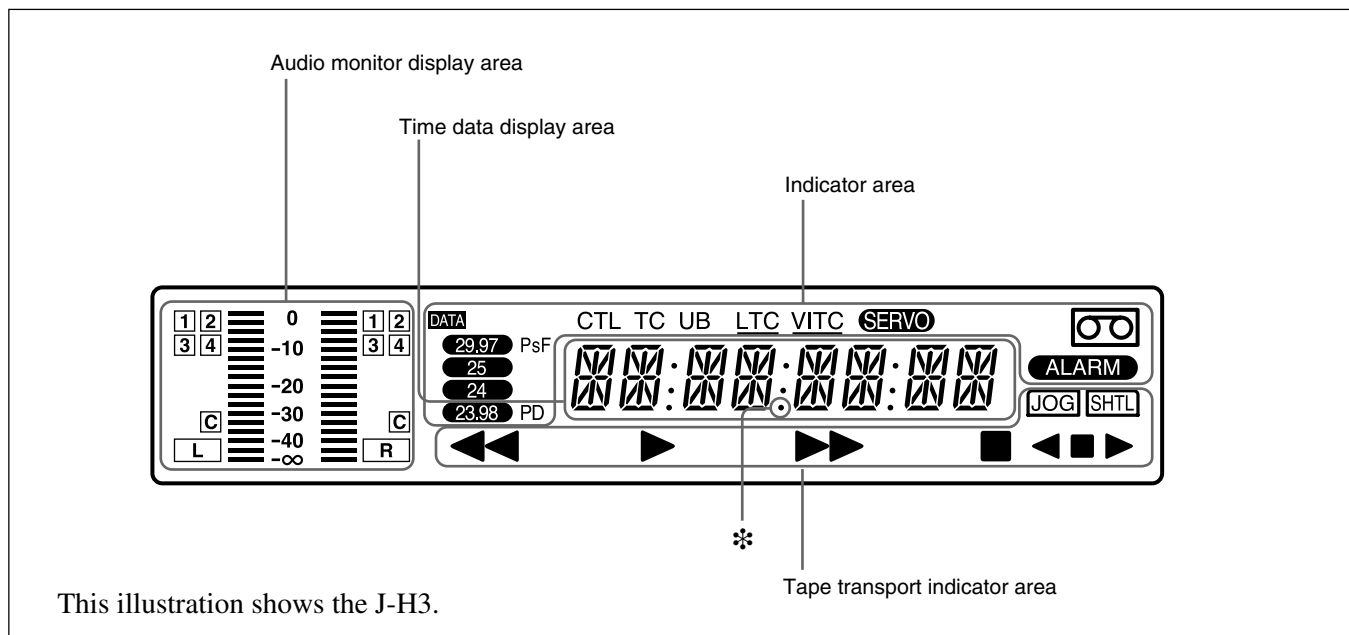 Audio monitor display area
Time data display area
Indicator area
1 2 0 1 2
3 4 -10 3 4
-20
-30
C C
-40
L -∞ R
DATA CTL TC UB LTC VITC SERVO
29.97 PsF
25
24
23.98 PD
ALARM
JOG SHTL
✻
Tape transport indicator area
This illustration shows the J-H3.